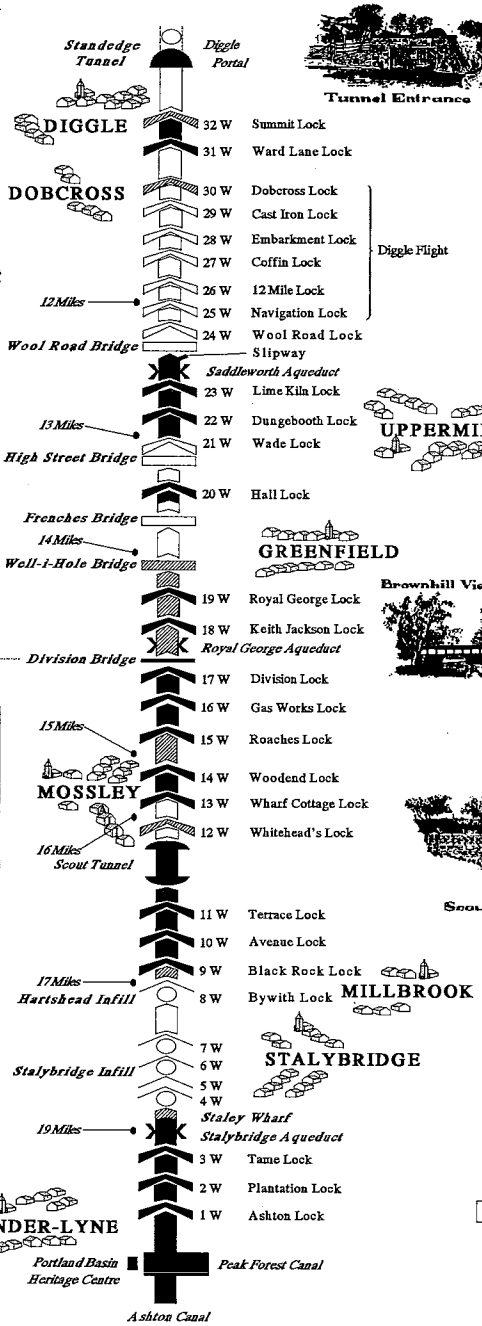 Standedge Tunnel
Diggle Portal
Tunnel Entrance
DIGGLE
32 W Summit Lock
31 W Ward Lane Lock
DOBCROSS
30 W Dobcross Lock
29 W Cast Iron Lock
28 W Embarkment Lock
Diggle Flight
27 W Coffin Lock
26 W 12 Mile Lock
12 Miles
25 W Navigation Lock
24 W Wool Road Lock
Wool Road Bridge
Slipway
Saddleworth Aqueduct
23 W Lime Kiln Lock
22 W Dungebooth Lock
13 Miles
UPPERMI
21 W Wade Lock
High Street Bridge
20 W Hall Lock
Frenches Bridge
14 Miles
GREENFIELD
Well-i-Hole Bridge
Brownhill Vi
19 W Royal George Lock
18 W Keith Jackson Lock
Royal George Aqueduct
Division Bridge
17 W Division Lock
16 W Gas Works Lock
15 Miles
15 W Roaches Lock
14 W Woodend Lock
MOSSLEY
13 W Wharf Cottage Lock
12 W Whitehead's Lock
16 Miles
Scout Tunnel
Scou
11 W Terrace Lock
10 W Avenue Lock
9 W Black Rock Lock
17 Miles
MILLBROOK
Hartshead Infill
8 W Bywith Lock
7 W
STALYBRIDGE
6 W
Stalybridge Infill
5 W
4 W
Staley Wharf
19 Miles
Stalybridge Aqueduct
3 W Tame Lock
2 W Plantation Lock
1 W Ashton Lock
NDER-LYNE
Portland Basin Heritage Centre
Peak Forest Canal
Ashton Canal